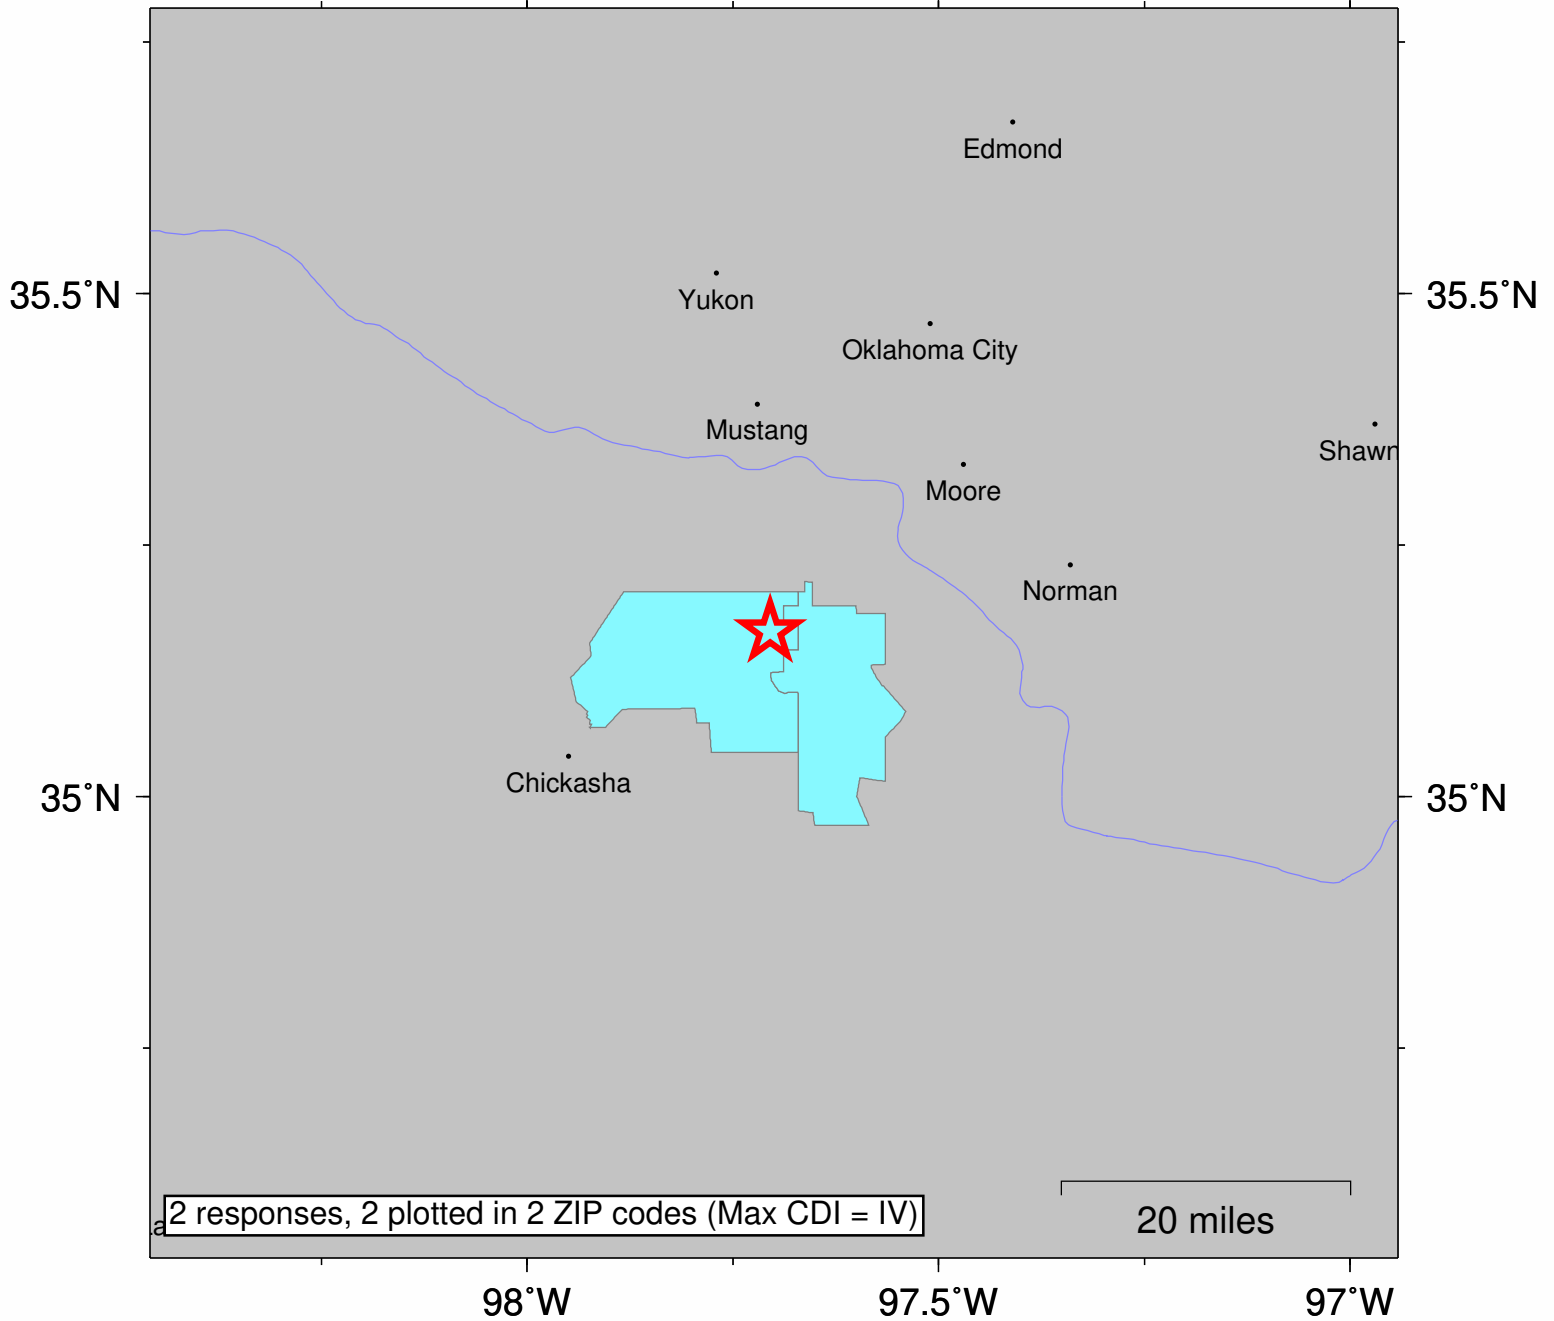 Edmond
35.5˚N
35.5˚N
Yukon
Oklahoma City
Mustang
Shawn
Moore
Norman
Chickasha
35˚N
35˚N
2 responses, 2 plotted in 2 ZIP codes (Max CDI = IV)
20 miles
98˚W
97.5˚W
97˚W